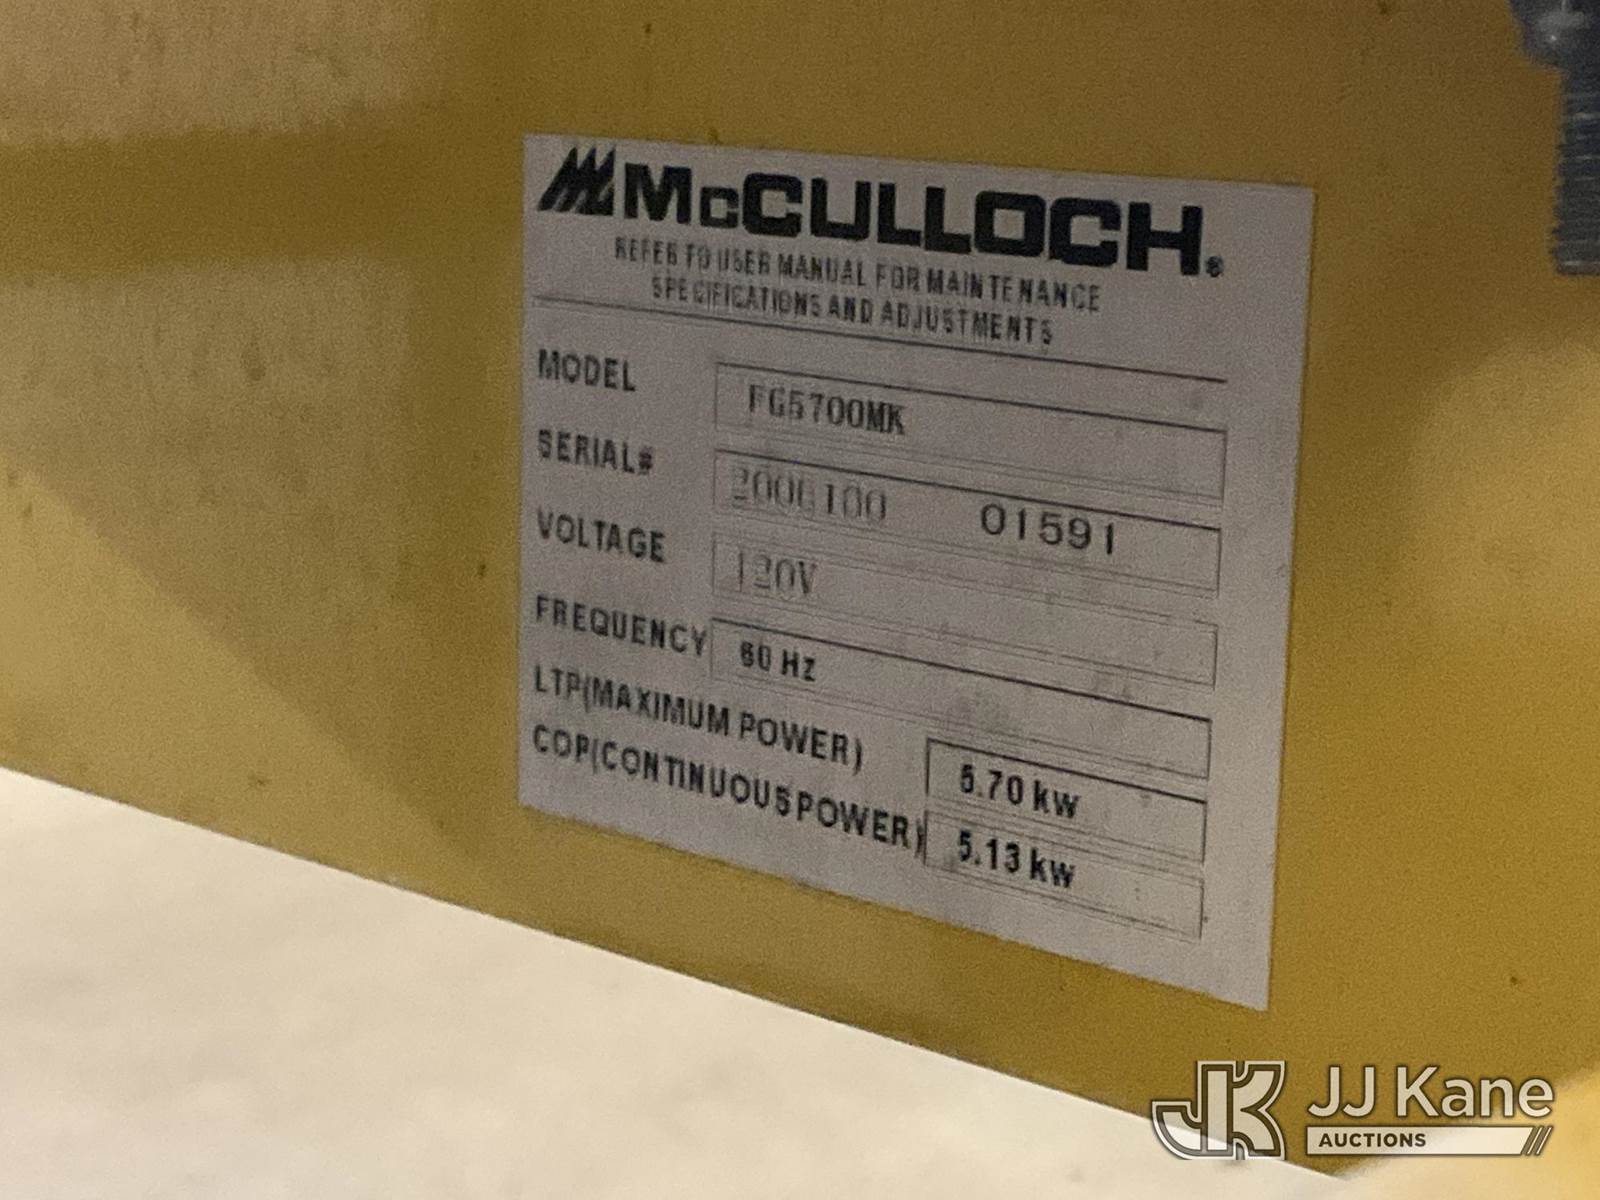 McCULLOCH®
REFER TO USER MANUAL FOR MAINTENANCE
SPECIFICATIONS AND ADJUSTMENTS
MODEL FG5700MK
SERIAL# 2006100 01591
VOLTAGE 120V
FREQUENCY 60 Hz
LTP(MAXIMUM POWER) 5.70 kw
COP(CONTINUOUS POWER) 5.13 kw
JK JJ Kane
AUCTIONS